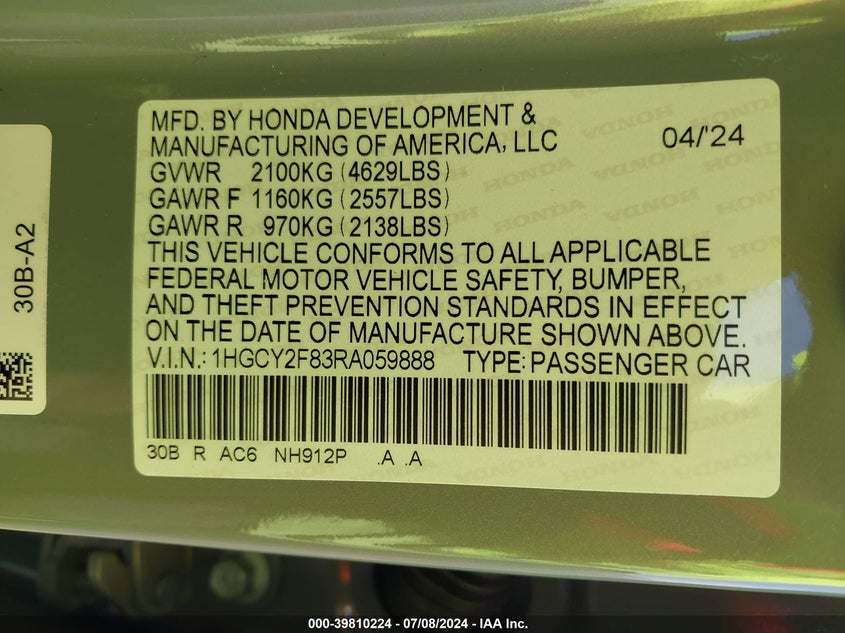 MFD. BY HONDA DEVELOPMENT &
MANUFACTURING OF AMERICA, LLC 04/'24
GVWR 2100KG (4629LBS)
GAWR F 1160KG (2557LBS)
GAWR R 970KG (2138LBS)
THIS VEHICLE CONFORMS TO ALL APPLICABLE
FEDERAL MOTOR VEHICLE SAFETY, BUMPER,
AND THEFT PREVENTION STANDARDS IN EFFECT
ON THE DATE OF MANUFACTURE SHOWN ABOVE.
V.I.N.: 1HGCY2F83RA059888 TYPE: PASSENGER CAR
30B R AC6 NH912P .A .A
30B-A2
000-39810224 - 07/08/2024 - IAA Inc.